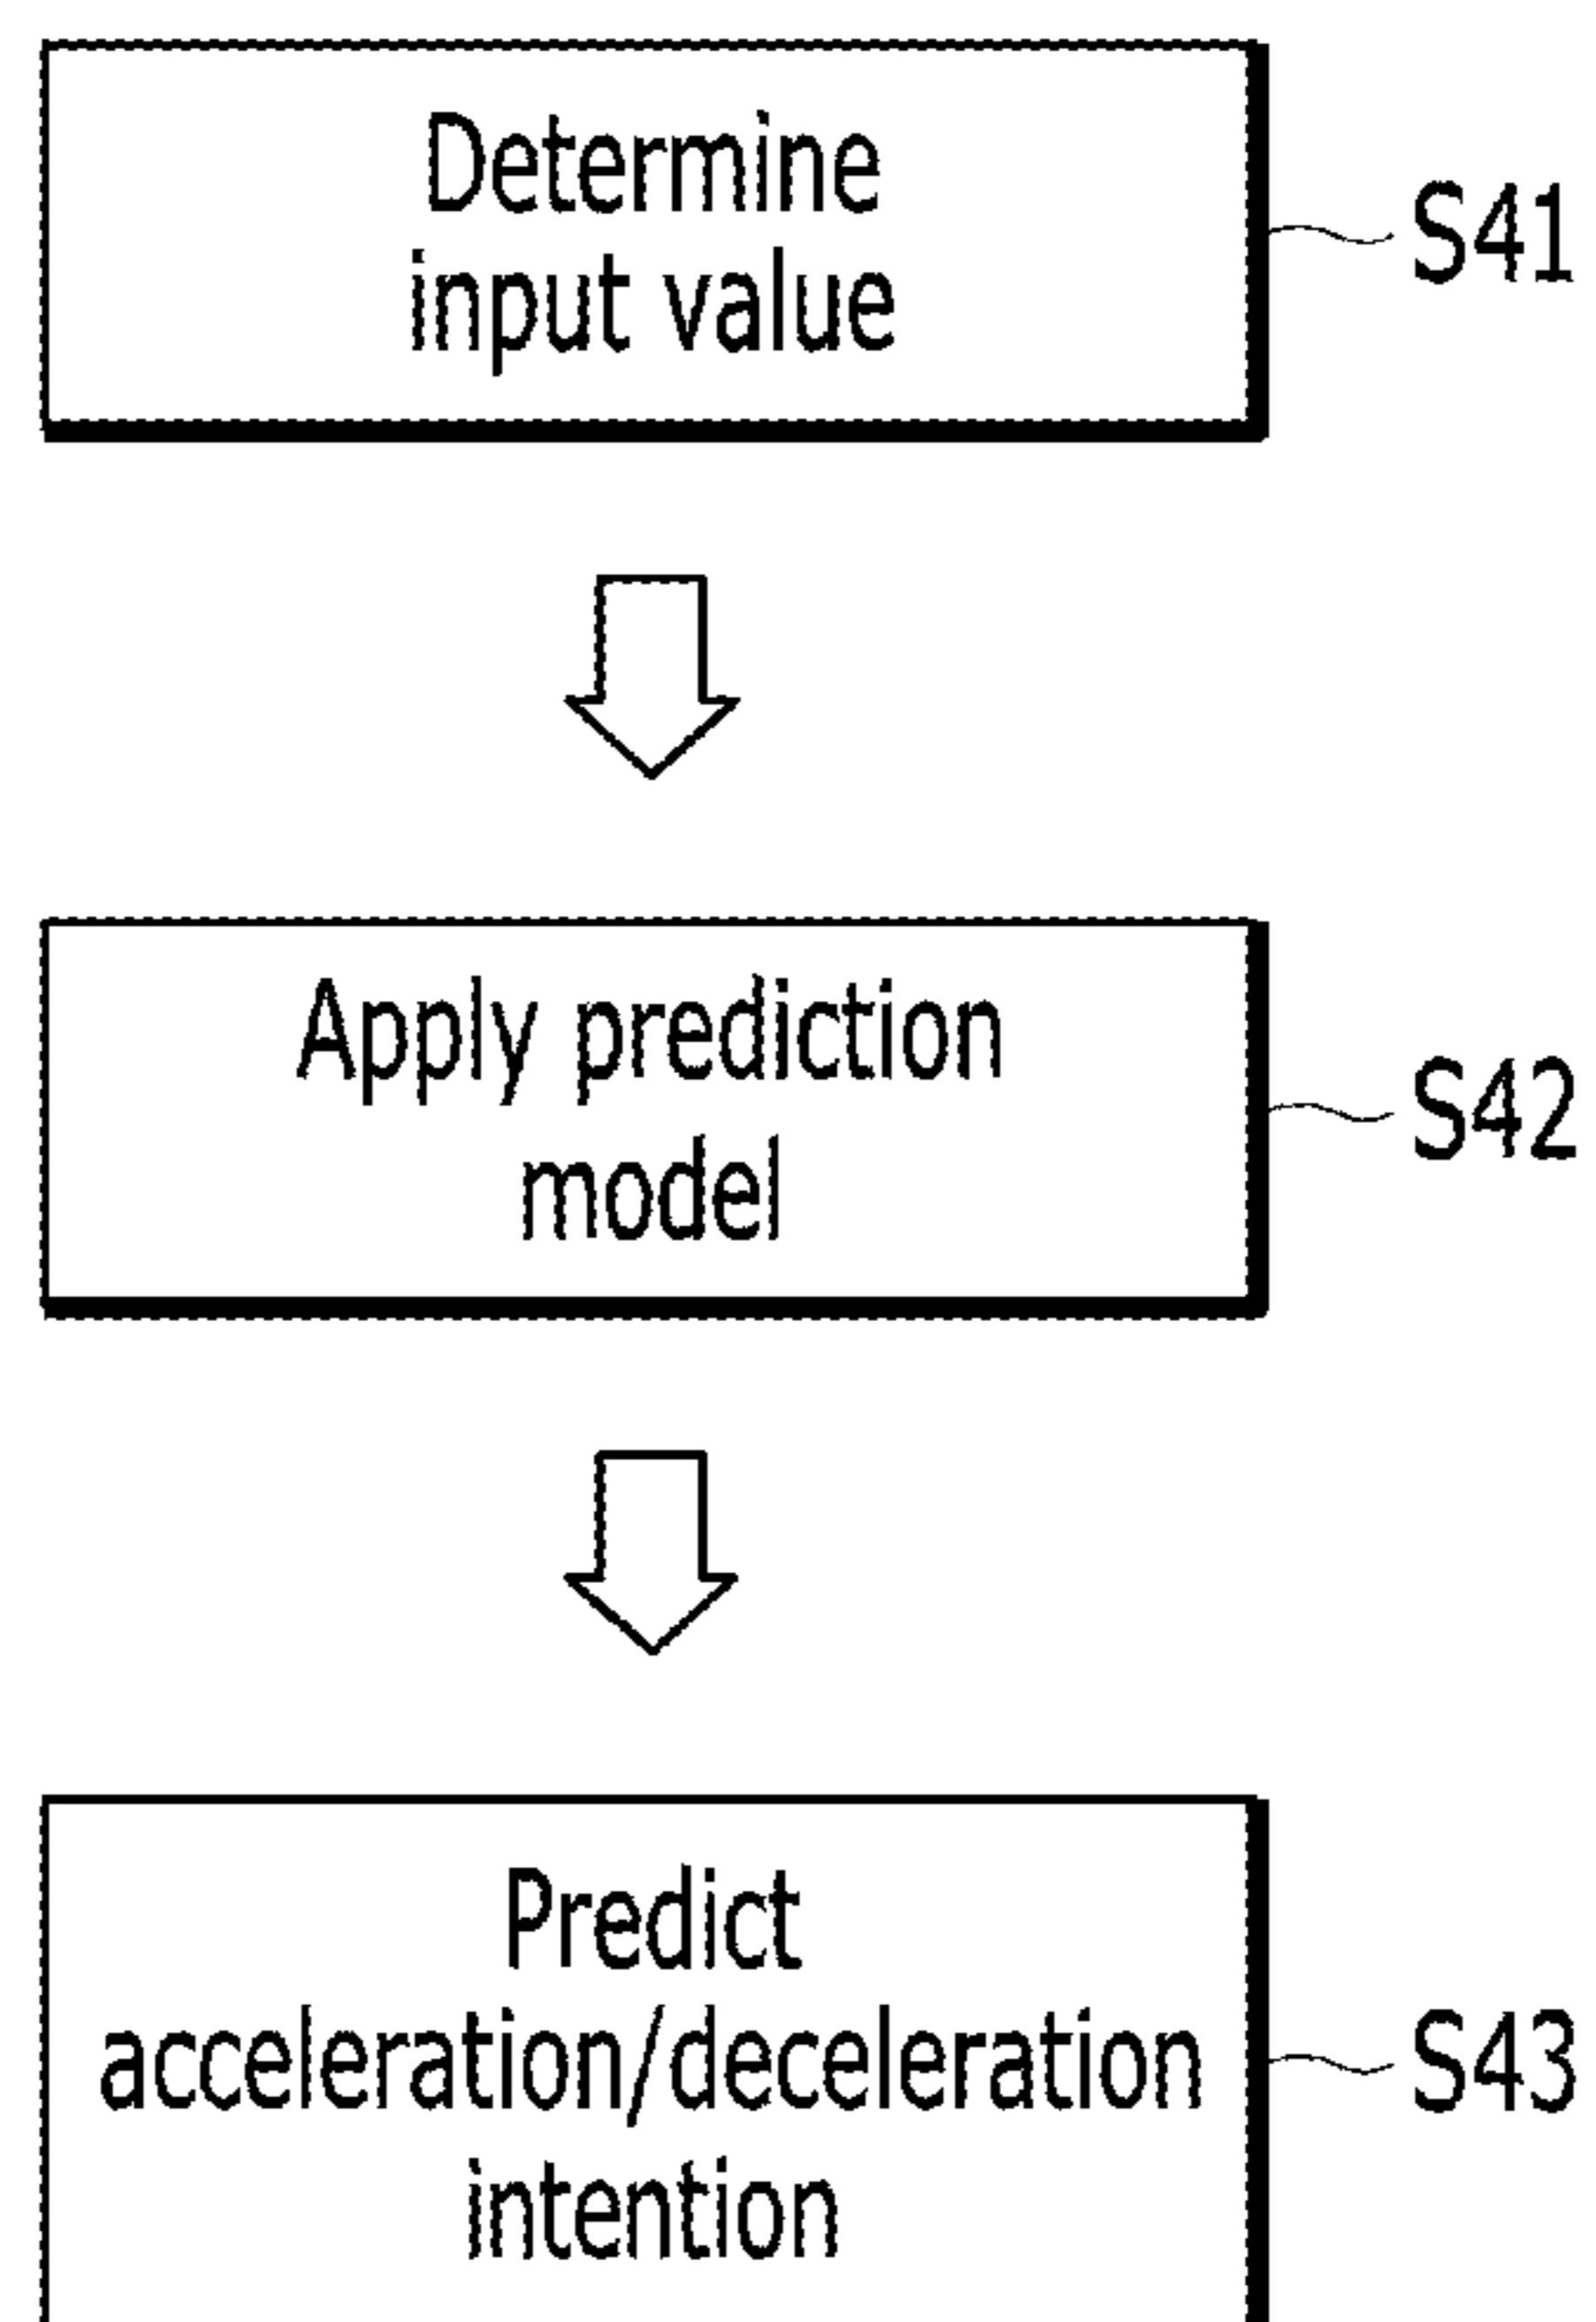 Determine
input value
S41
Apply prediction
model
S42
Predict
acceleration/deceleration
intention
S43